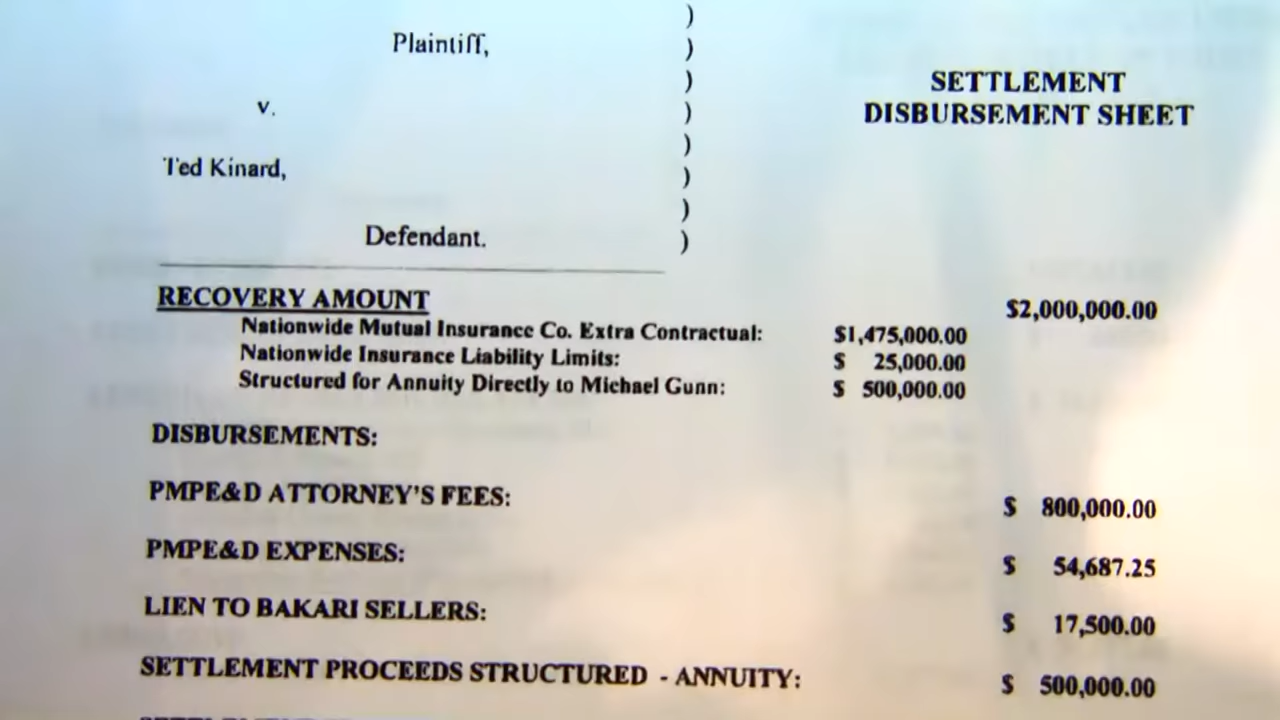 Plaintiff,
)
)
)
)
)
)
)
)
SETTLEMENT
DISBURSEMENT SHEET
v.
Ted Kinard,
Defendant.
RECOVERY AMOUNT $2,000,000.00
Nationwide Mutual Insurance Co. Extra Contractual: $1,475,000.00
Nationwide Insurance Liability Limits: $ 25,000.00
Structured for Annuity Directly to Michael Gunn: $ 500,000.00
DISBURSEMENTS:
PMPE&D ATTORNEY'S FEES: $ 800,000.00
PMPE&D EXPENSES: $ 54,687.25
LIEN TO BAKARI SELLERS: $ 17,500.00
SETTLEMENT PROCEEDS STRUCTURED - ANNUITY: $ 500,000.00